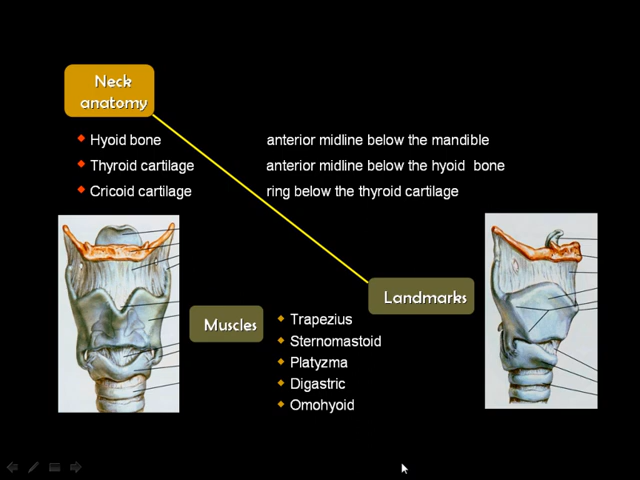 Neck
anatomy
Hyoid bone anterior midline below the mandible
Thyroid cartilage anterior midline below the hyoid bone
Cricoid cartilage ring below the thyroid cartilage
Landmarks
Muscles
Trapezius
Sternomastoid
Platyzma
Digastric
Omohyoid